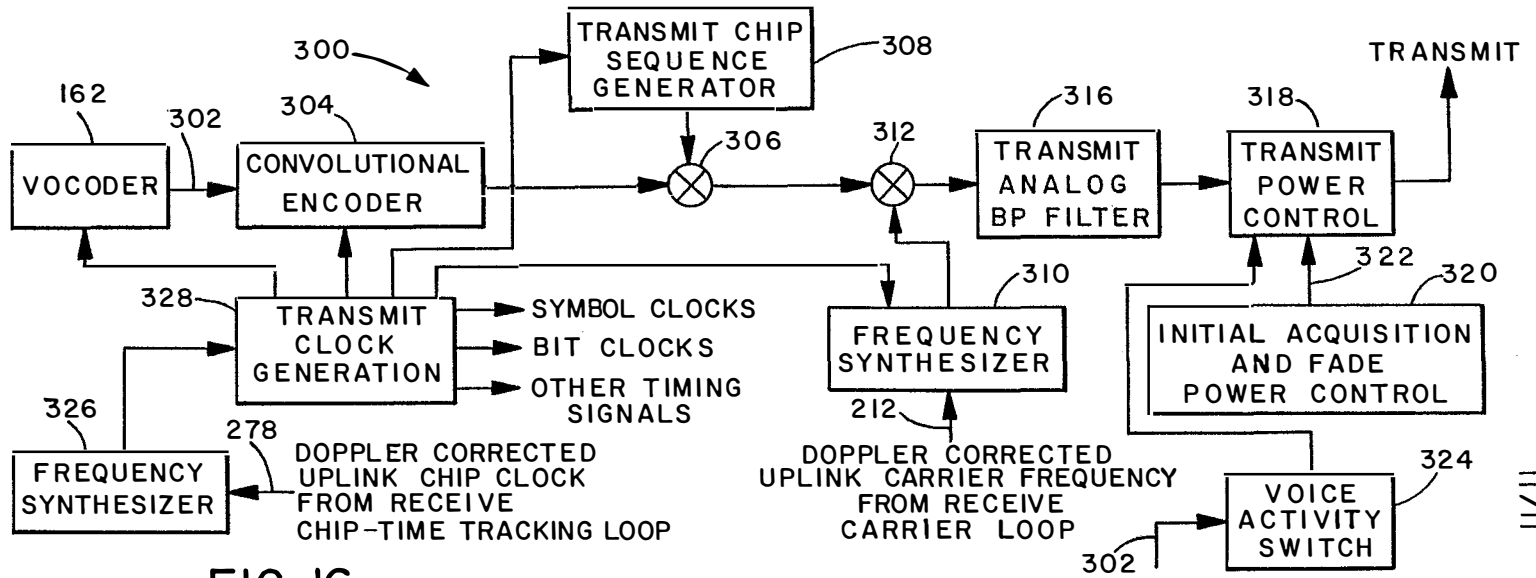 TRANSMIT CHIP
SEQUENCE
GENERATOR
308
300
TRANSMIT
162
302
304
306
312
316
318
VOCODER
CONVOLUTIONAL
ENCODER
TRANSMIT
ANALOG
BP FILTER
TRANSMIT
POWER
CONTROL
328
TRANSMIT
CLOCK
GENERATION
SYMBOL CLOCKS
BIT CLOCKS
OTHER TIMING
SIGNALS
310
FREQUENCY
SYNTHESIZER
322
320
INITIAL ACQUISITION
AND FADE
POWER CONTROL
326
278
FREQUENCY
SYNTHESIZER
DOPPLER CORRECTED
UPLINK CHIP CLOCK
FROM RECEIVE
CHIP-TIME TRACKING LOOP
212
DOPPLER CORRECTED
UPLINK CARRIER FREQUENCY
FROM RECEIVE
CARRIER LOOP
324
VOICE
ACTIVITY
SWITCH
302